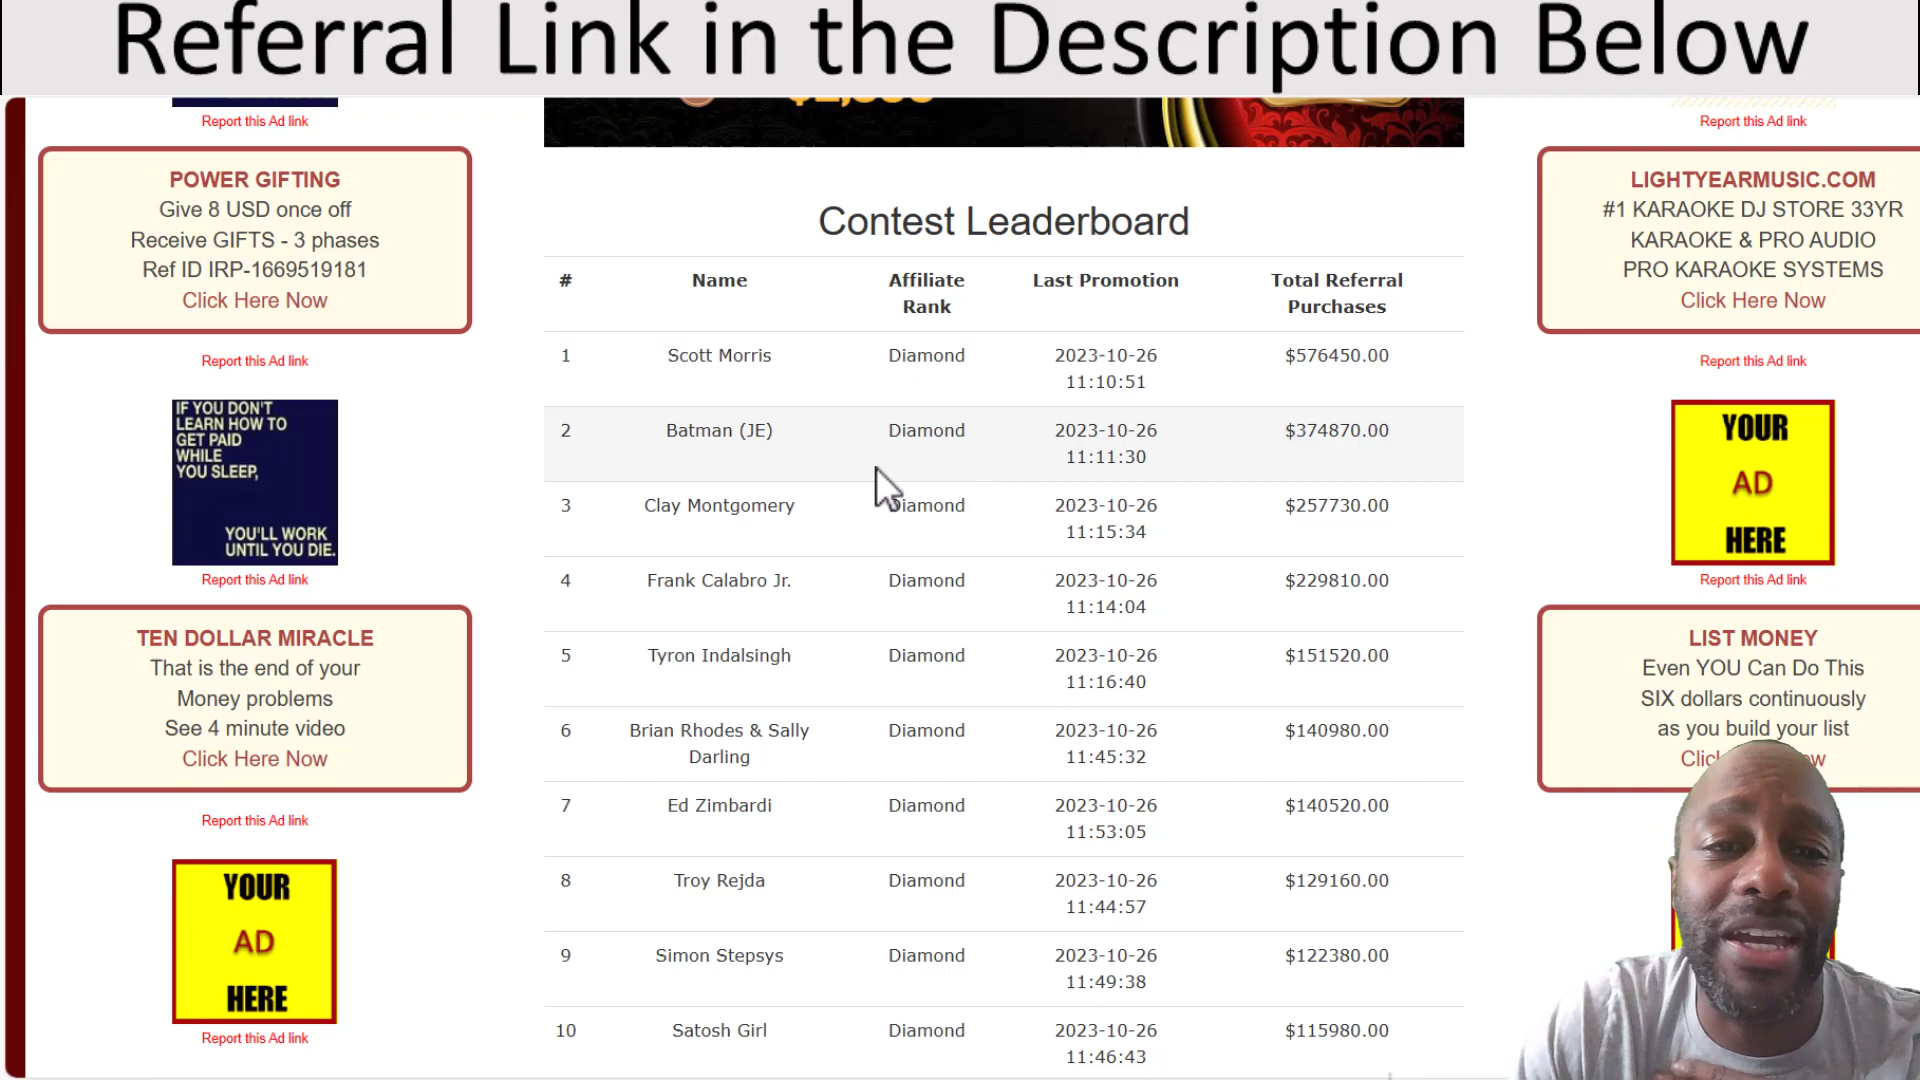 Referral Link in the Description Below
Report this Ad link
POWER GIFTING
Give 8 USD once off
Receive GIFTS - 3 phases
Ref ID IRP-1669519181
Click Here Now
Report this Ad link
IF YOU DON'T
LEARN HOW TO
GET PAID
WHILE
YOU SLEEP,
YOU'LL WORK
UNTIL YOU DIE.
Report this Ad link
TEN DOLLAR MIRACLE
That is the end of your
Money problems
See 4 minute video
Click Here Now
Report this Ad link
YOUR
AD
HERE
Report this Ad link
Contest Leaderboard
# Name Affiliate Rank Last Promotion Total Referral Purchases
1 Scott Morris Diamond 2023-10-26 11:10:51 $576450.00
2 Batman (JE) Diamond 2023-10-26 11:11:30 $374870.00
3 Clay Montgomery Diamond 2023-10-26 11:15:34 $257730.00
4 Frank Calabro Jr. Diamond 2023-10-26 11:14:04 $229810.00
5 Tyron Indalsingh Diamond 2023-10-26 11:16:40 $151520.00
6 Brian Rhodes & Sally Darling Diamond 2023-10-26 11:45:32 $140980.00
7 Ed Zimbardi Diamond 2023-10-26 11:53:05 $140520.00
8 Troy Rejda Diamond 2023-10-26 11:44:57 $129160.00
9 Simon Stepsys Diamond 2023-10-26 11:49:38 $122380.00
10 Satosh Girl Diamond 2023-10-26 11:46:43 $115980.00
Report this Ad link
LIGHTYEARMUSIC.COM
#1 KARAOKE DJ STORE 33YR
KARAOKE & PRO AUDIO
PRO KARAOKE SYSTEMS
Click Here Now
Report this Ad link
YOUR
AD
HERE
Report this Ad link
LIST MONEY
Even YOU Can Do This
SIX dollars continuously
as you build your list